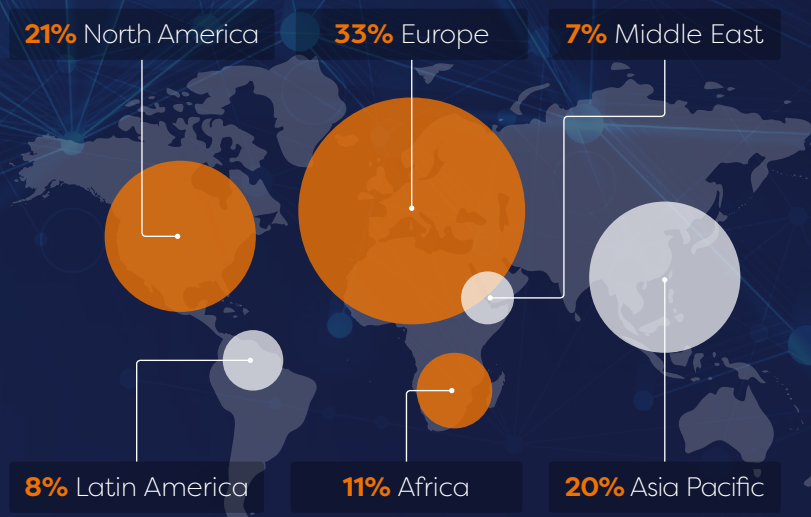 21% North America
33% Europe
7% Middle East
8% Latin America
11% Africa
20% Asia Pacific